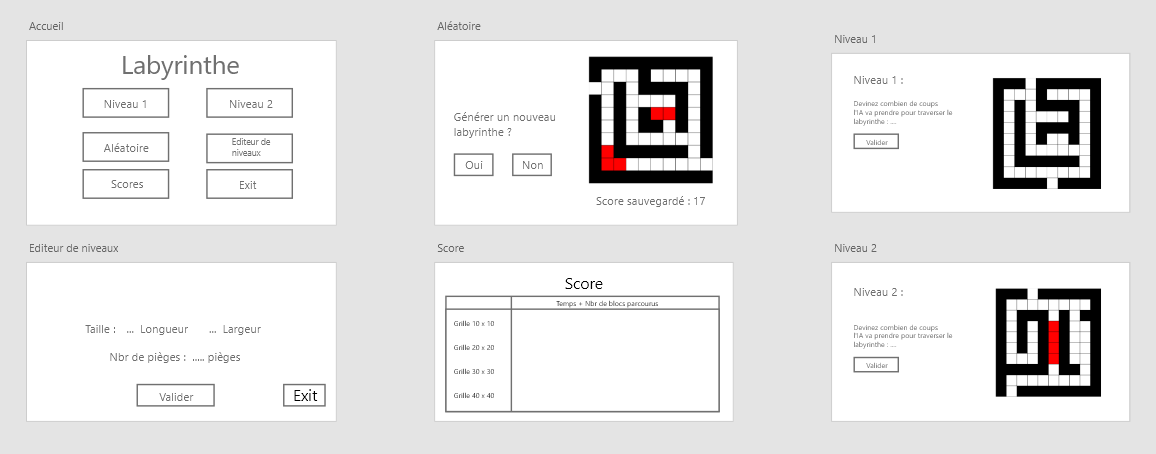 Accueil
Labyrinthe
Niveau 1
Niveau 2
Aléatoire
Editeur de
niveaux
Scores
Exit
Aléatoire
Générer un nouveau
labyrinthe ?
Oui
Non
Score sauvegardé : 17
Niveau 1
Niveau 1 :
Devinez combien de coups
l'IA va prendre pour traverser le
labyrinthe : ...
Valider
Editeur de niveaux
Taille : ... Longueur ... Largeur
Nbr de pièges : ..... pièges
Valider
Exit
Score
Score
Temps + Nbr de blocs parcourus
Grille 10 x 10
Grille 20 x 20
Grille 30 x 30
Grille 40 x 40
Niveau 2
Niveau 2 :
Devinez combien de coups
l'IA va prendre pour traverser le
labyrinthe : ...
Valider